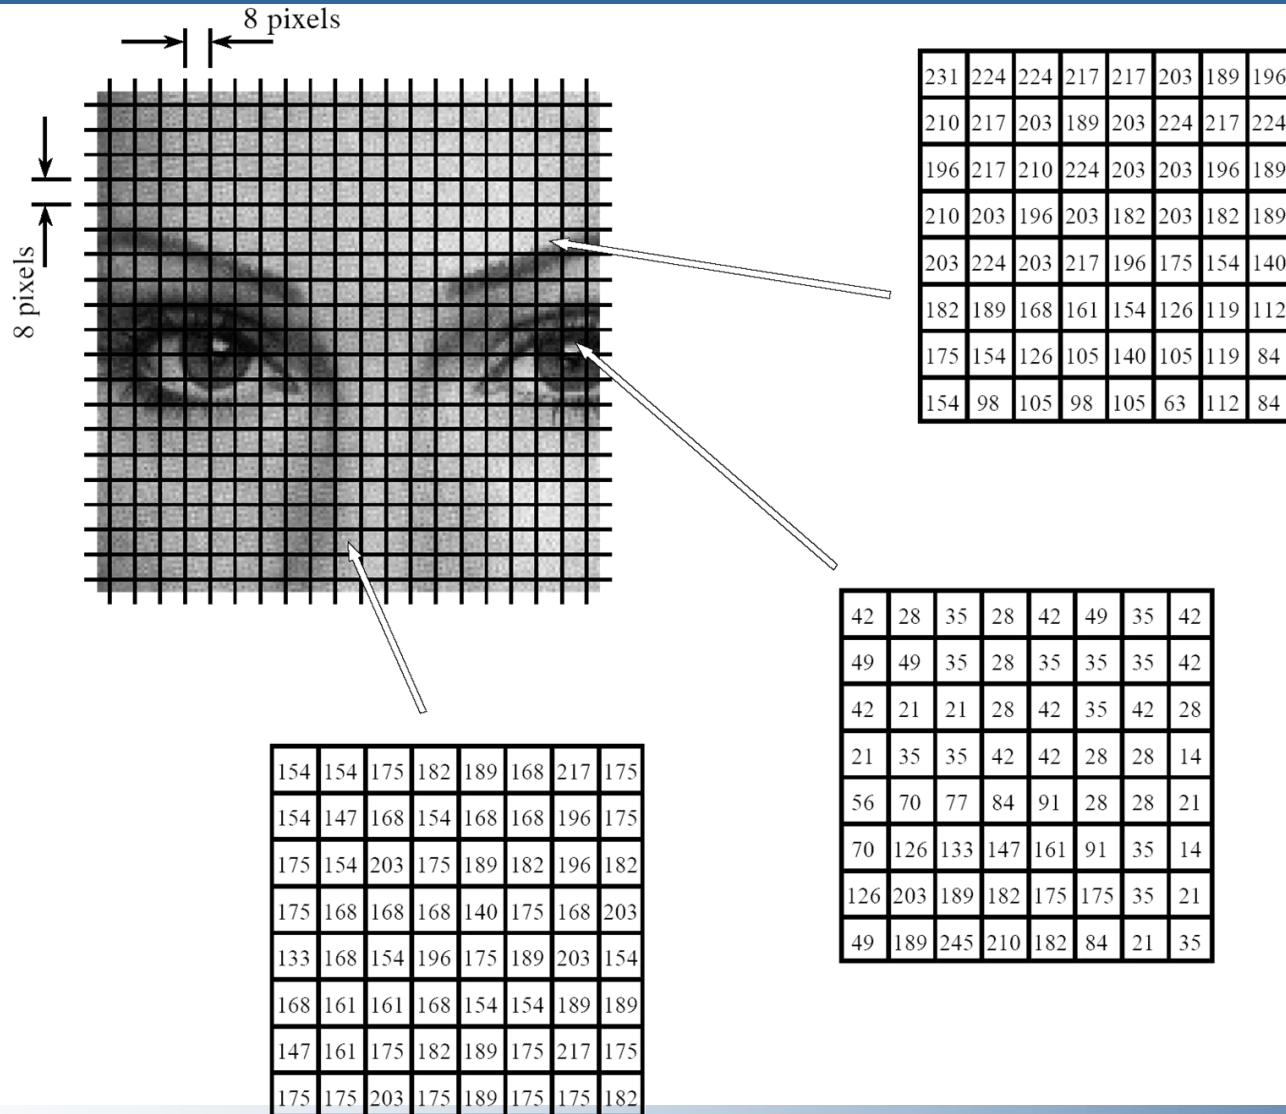 8 pixels
8 pixels
231 224 224 217 217 203 189 196
210 217 203 189 203 224 217 224
196 217 210 224 203 203 196 189
210 203 196 203 182 203 182 189
203 224 203 217 196 175 154 140
182 189 168 161 154 126 119 112
175 154 126 105 140 105 119 84
154 98 105 98 105 63 112 84
42 28 35 28 42 49 35 42
49 49 35 28 35 35 35 42
42 21 21 28 42 35 42 28
21 35 35 42 42 28 28 14
56 70 77 84 91 28 28 21
70 126 133 147 161 91 35 14
126 203 189 182 175 175 35 21
49 189 245 210 182 84 21 35
154 154 175 182 189 168 217 175
154 147 168 154 168 168 196 175
175 154 203 175 189 182 196 182
175 168 168 168 140 175 168 203
133 168 154 196 175 189 203 154
168 161 161 168 154 154 189 189
147 161 175 182 189 175 217 175
175 175 203 175 189 175 175 182